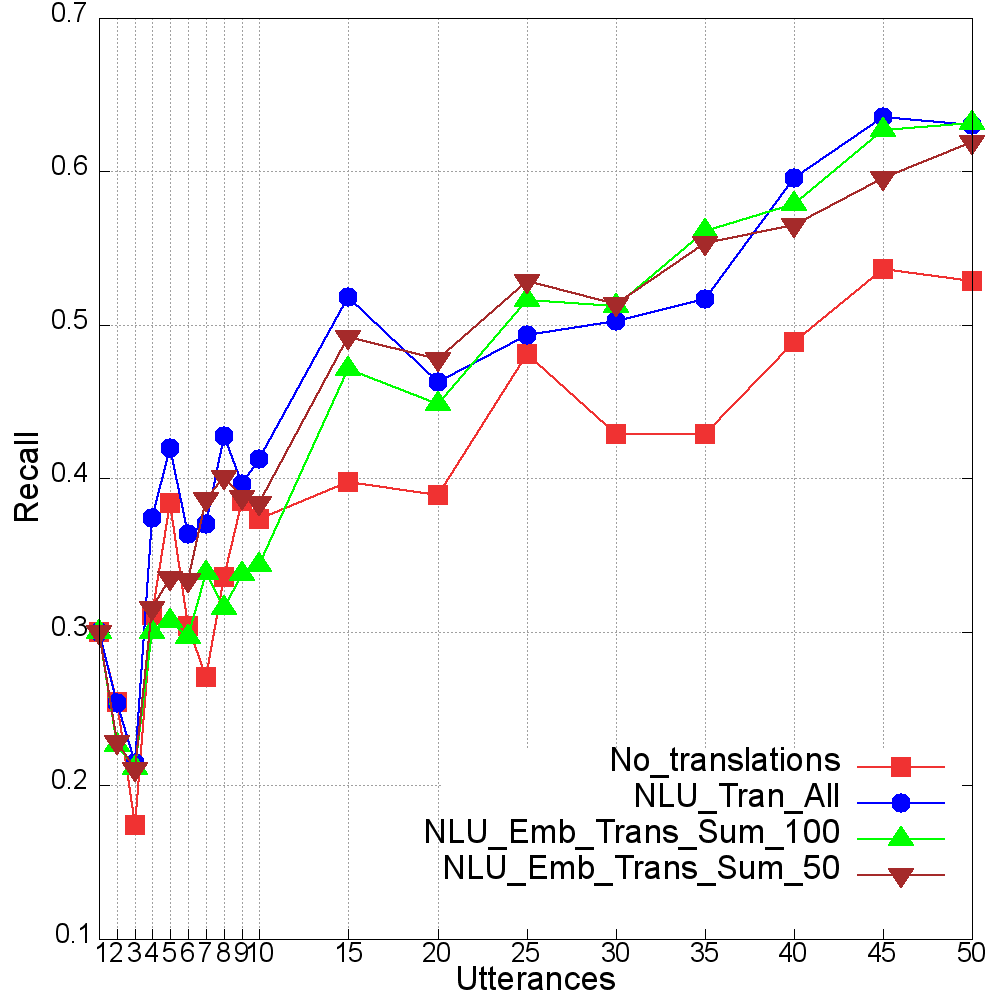 0.7
0.6
0.5
0.4
0.3
0.2
0.1
Recall
No_translations
NLU_Tran_All
NLU_Emb_Trans_Sum_100
NLU_Emb_Trans_Sum_50
1 2 3 4 5 6 7 8 9 10 15 20 25 30 35 40 45 50
Utterances